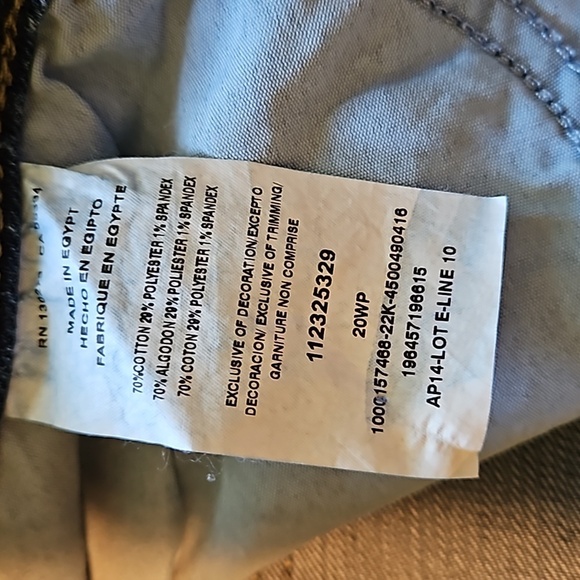 MADE IN EGYPT
HECHO EN EGIPTO
FABRIQUE EN EGYPTE
70%COTTON 29% POLYESTER 1% SPANDEX
70% ALGODON 29% POLIESTER 1% SPANDEX
70% COTON 29% POLYESTER 1% SPANDEX
EXCLUSIVE OF DECORATION/EXCEPTO
DECORACION/ EXCLUSIVE OF TRIMMING/
GARNITURE NON COMPRISE
112325329
20WP
1000157468-22K-4500490416
196457196615
AP14-LOT E-LINE 10